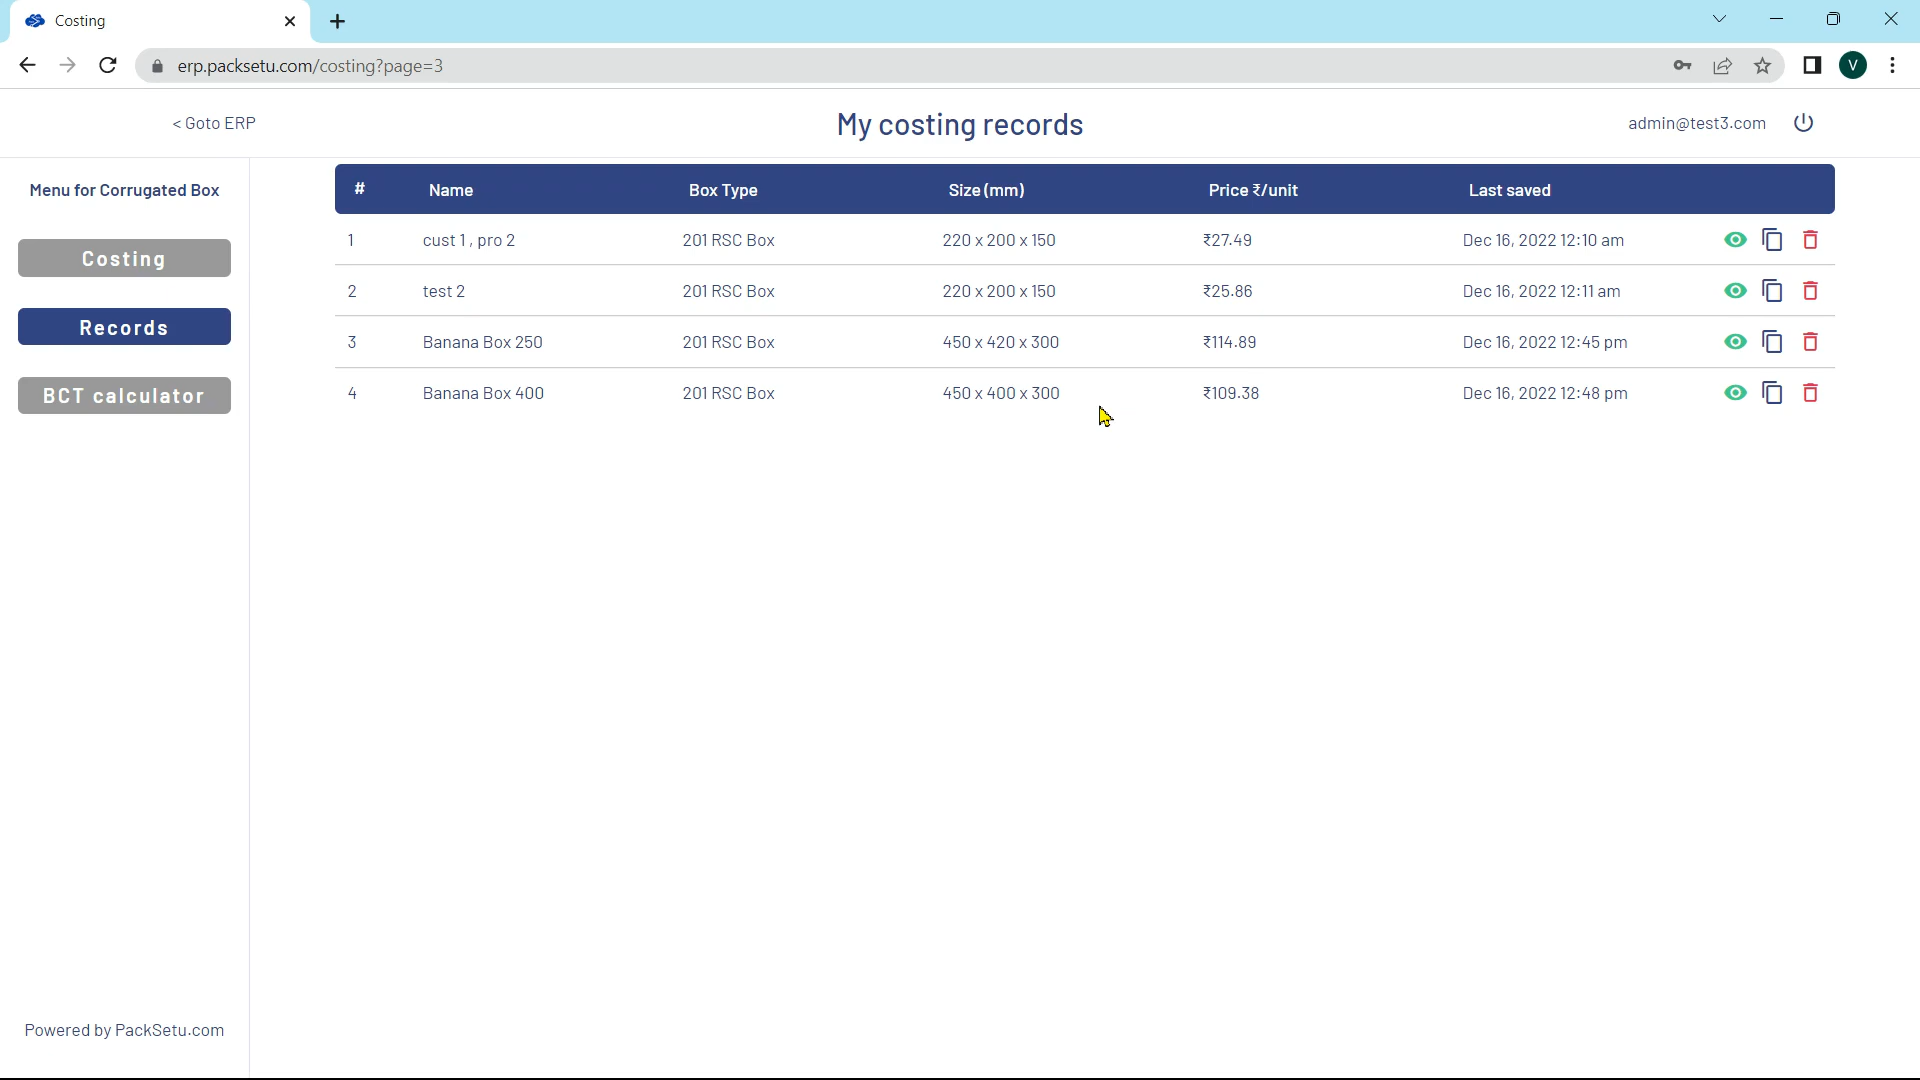 Costing
erp.packsetu.com/costing?page=3
V
< Goto ERP
My costing records
admin@test3.com
Menu for Corrugated Box
Costing
Records
BCT calculator
Powered by PackSetu.com
# Name Box Type Size (mm) Price ₹/unit Last saved
1 cust 1 , pro 2 201 RSC Box 220 x 200 x 150 ₹27.49 Dec 16, 2022 12:10 am
2 test 2 201 RSC Box 220 x 200 x 150 ₹25.86 Dec 16, 2022 12:11 am
3 Banana Box 250 201 RSC Box 450 x 420 x 300 ₹114.89 Dec 16, 2022 12:45 pm
4 Banana Box 400 201 RSC Box 450 x 400 x 300 ₹109.38 Dec 16, 2022 12:48 pm